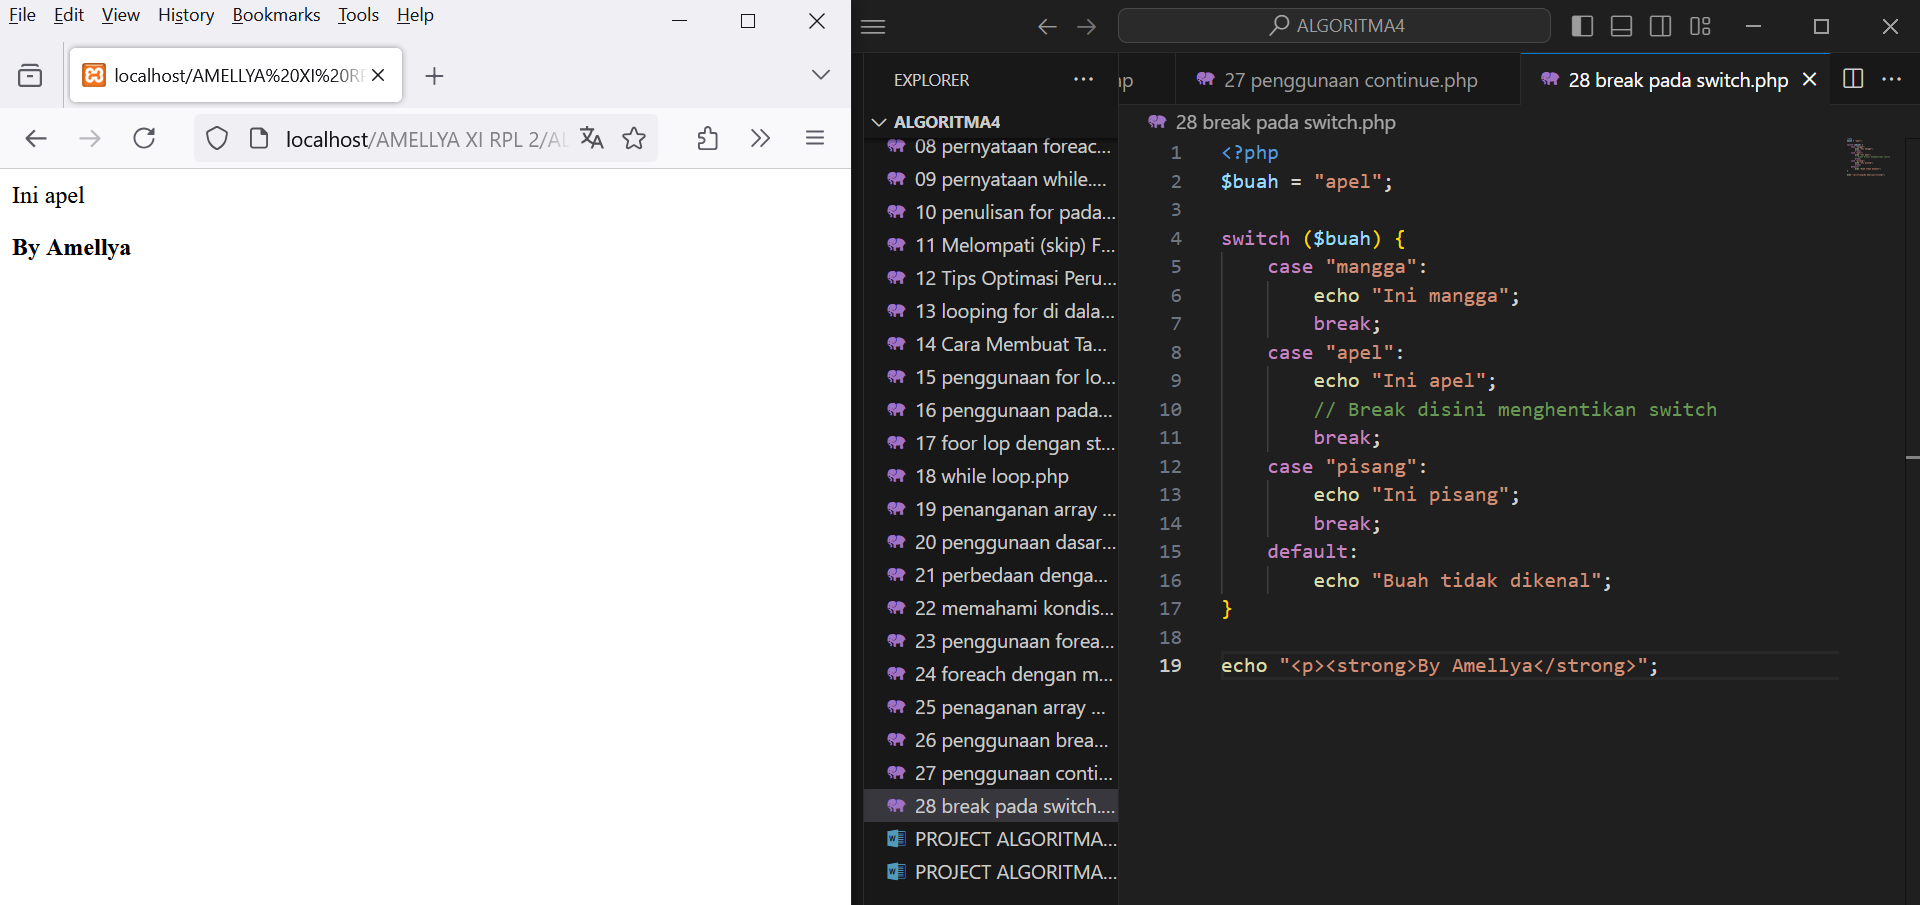 File Edit View History Bookmarks Tools Help
localhost/AMELLYA%20XI%20RP
localhost/AMELLYA XI RPL 2/AL
Ini apel
By Amellya
ALGORITMA4
EXPLORER
ALGORITMA4
08 pernyataan foreac...
09 pernyataan while....
10 penulisan for pada...
11 Melompati (skip) F...
12 Tips Optimasi Peru...
13 looping for di dala...
14 Cara Membuat Ta...
15 penggunaan for lo...
16 penggunaan pada...
17 foor lop dengan st...
18 while loop.php
19 penanganan array ...
20 penggunaan dasar...
21 perbedaan denga...
22 memahami kondis...
23 penggunaan forea...
24 foreach dengan m...
25 penaganan array ...
26 penggunaan brea...
27 penggunaan conti...
28 break pada switch....
PROJECT ALGORITMA...
PROJECT ALGORITMA...
27 penggunaan continue.php
28 break pada switch.php
28 break pada switch.php
1 <?php
2 $buah = "apel";
3
4 switch ($buah) {
5 case "mangga":
6 echo "Ini mangga";
7 break;
8 case "apel":
9 echo "Ini apel";
10 // Break disini menghentikan switch
11 break;
12 case "pisang":
13 echo "Ini pisang";
14 break;
15 default:
16 echo "Buah tidak dikenal";
17 }
18
19 echo "<p><strong>By Amellya</strong>";